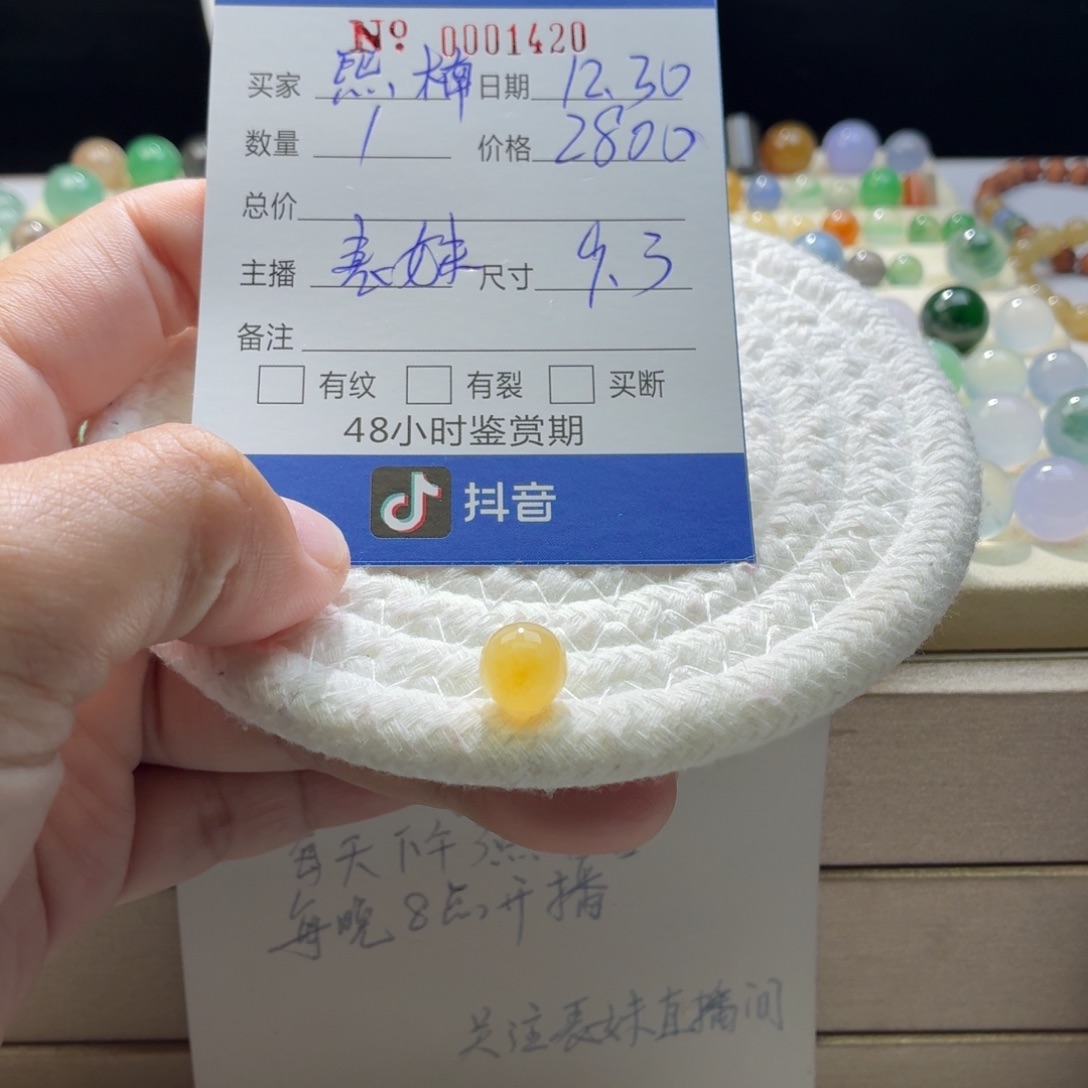 No 0001420
买家 熙楠 日期 12.30
数量 1 价格 2800
总价
主播 表妹 尺寸 9.3
备注
有纹 有裂 买断
48小时鉴赏期
抖音
每天下午3点
每晚8点开播
关注表妹直播间